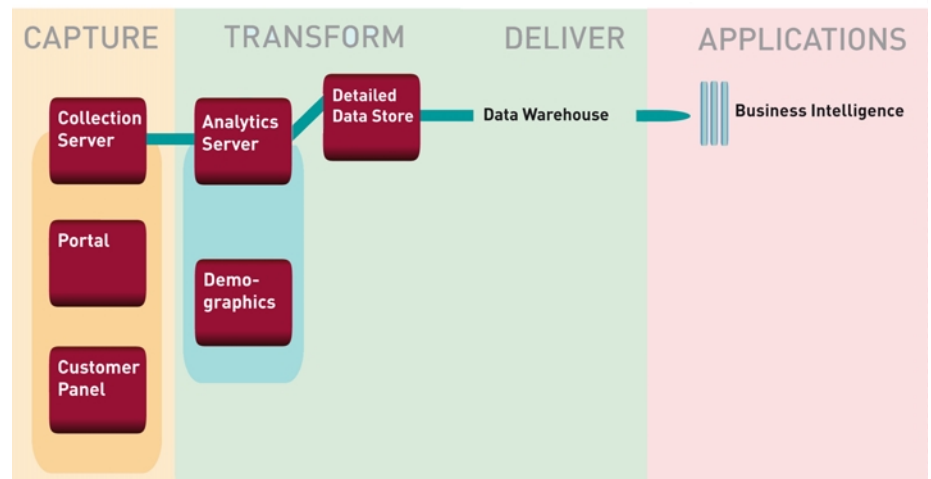 CAPTURE
TRANSFORM
DELIVER
APPLICATIONS
Collection
Server
Analytics
Server
Detailed
Data Store
Data Warehouse
Business Intelligence
Portal
Demo-
graphics
Customer
Panel